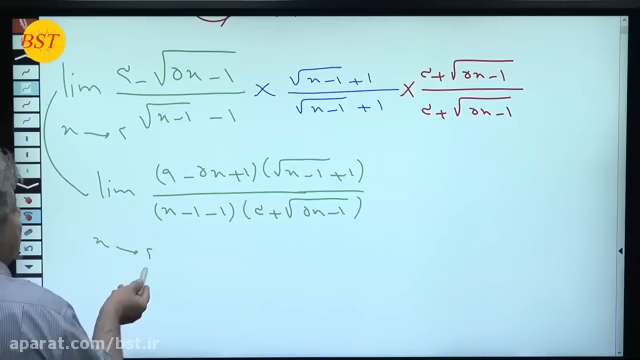 BST
lim x→۲ (۳-√(۵x-۱))/(√(x-۱) -۱) × (√(x-۱) +۱)/(√(x-۱) +۱) × (۳+√(۵x-۱))/(۳+√(۵x-۱))
lim x→۲ ((۹-۵x+۱)(√(x-۱)+۱))/((x-۱-۱)(۳+√(۵x-۱)))
aparat.com/bst.ir